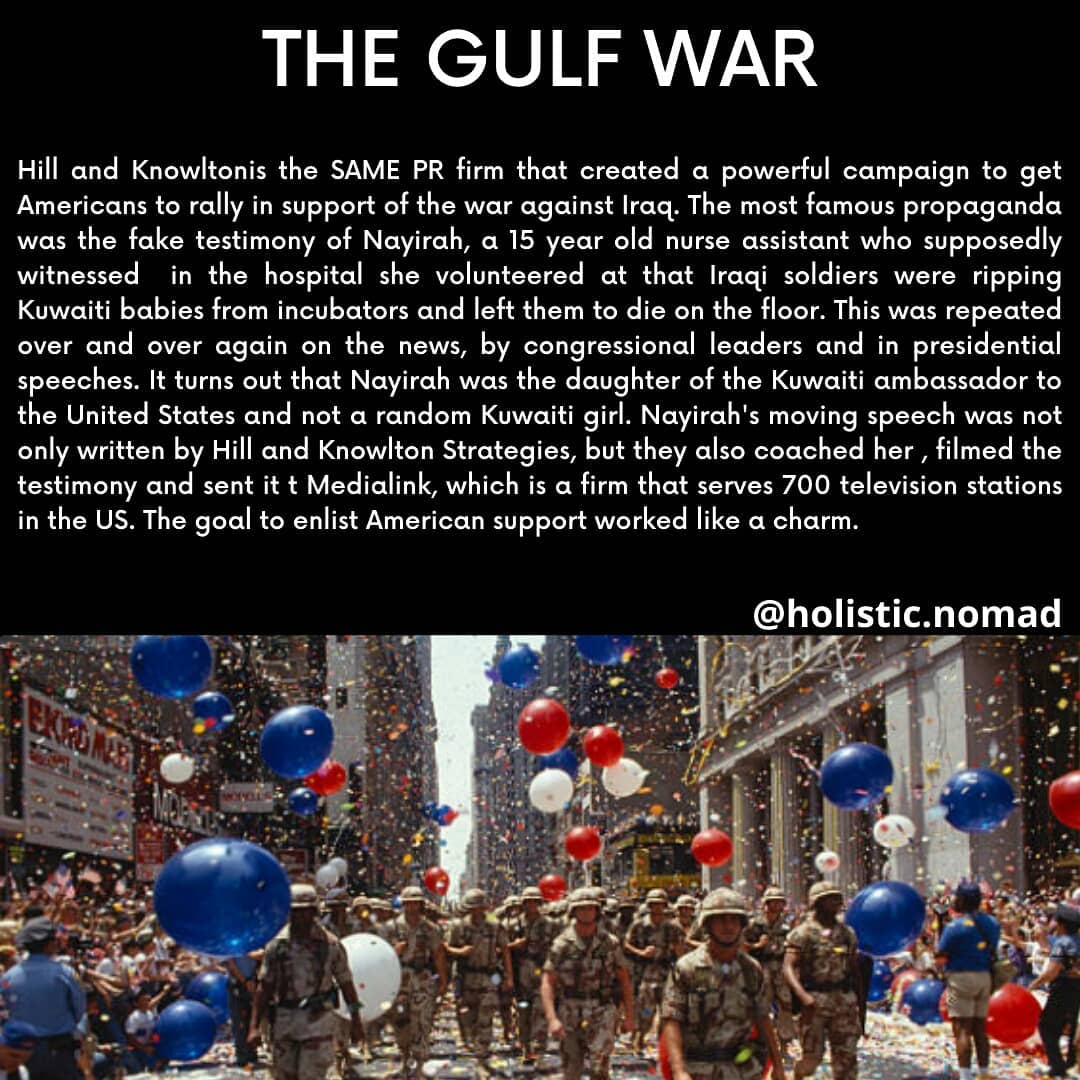 THE GULF WAR
Hill and Knowltonis the SAME PR firm that created a powerful campaign to get
Americans to rally in support of the war against Iraq. The most famous propaganda
was the fake testimony of Nayirah, a 15 year old nurse assistant who supposedly
witnessed  in the hospital she volunteered at that Iraqi soldiers were ripping
Kuwaiti babies from incubators and left them to die on the floor. This was repeated
over and over again on the news, by congressional leaders and in presidential
speeches. It turns out that Nayirah was the daughter of the Kuwaiti ambassador to
the United States and not a random Kuwaiti girl. Nayirah's moving speech was not
only written by Hill and Knowlton Strategies, but they also coached her , filmed the
testimony and sent it t Medialink, which is a firm that serves 700 television stations
in the US. The goal to enlist American support worked like a charm.
@holistic.nomad